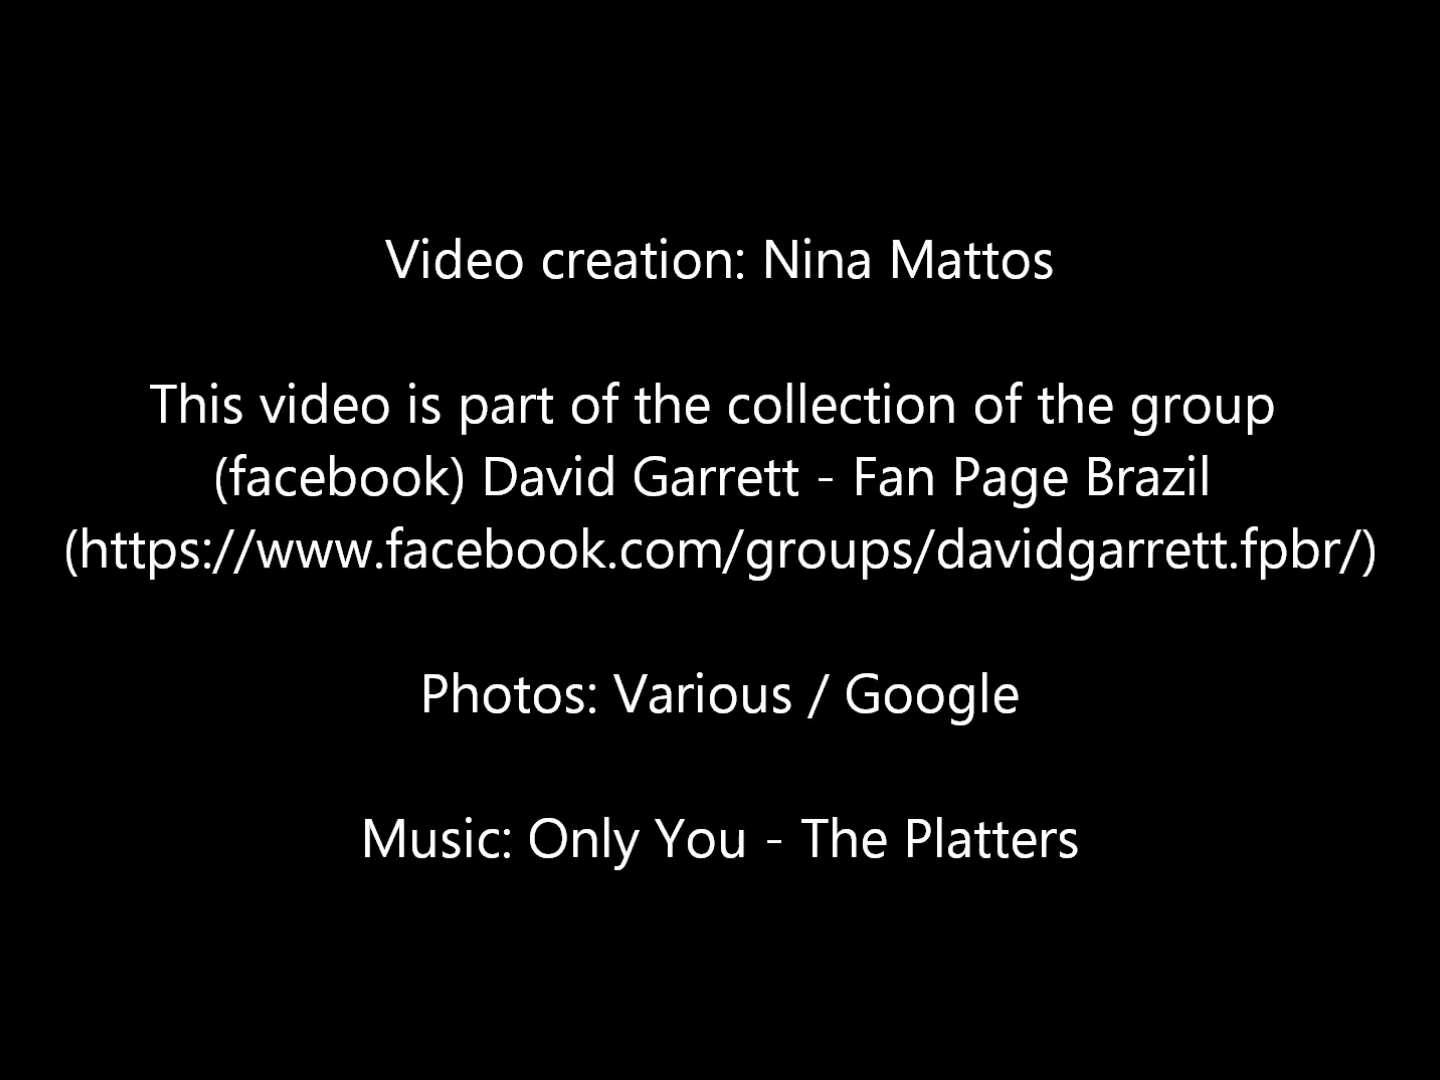 Video creation: Nina Mattos
This video is part of the collection of the group
(facebook) David Garrett - Fan Page Brazil
(https://www.facebook.com/groups/davidgarrett.fpbr/)
Photos: Various / Google
Music: Only You - The Platters